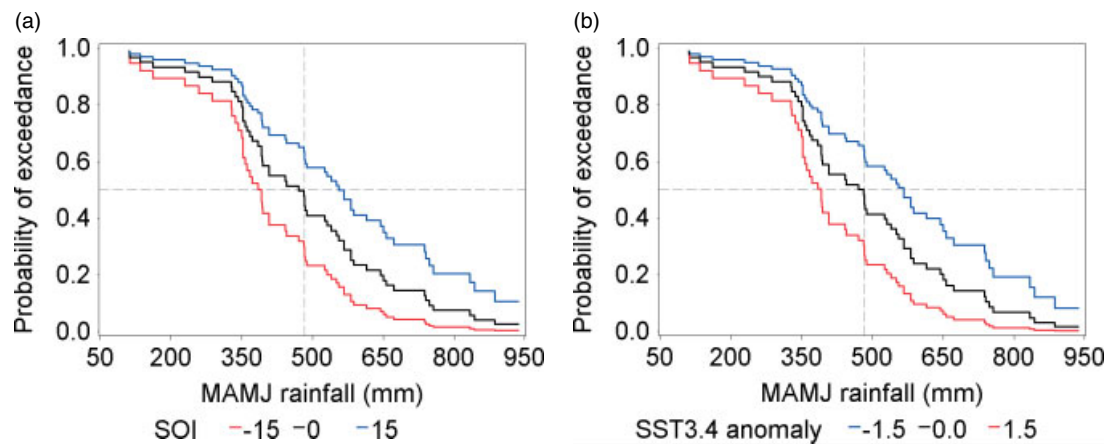 (a)
Probability of exceedance
1.0
0.8
0.6
0.4
0.2
0.0
50 200 350 500 650 800 950
MAMJ rainfall (mm)
SOI -15 0 15
(b)
Probability of exceedance
1.0
0.8
0.6
0.4
0.2
0.0
50 200 350 500 650 800 950
MAMJ rainfall (mm)
SST3.4 anomaly -1.5 0.0 1.5